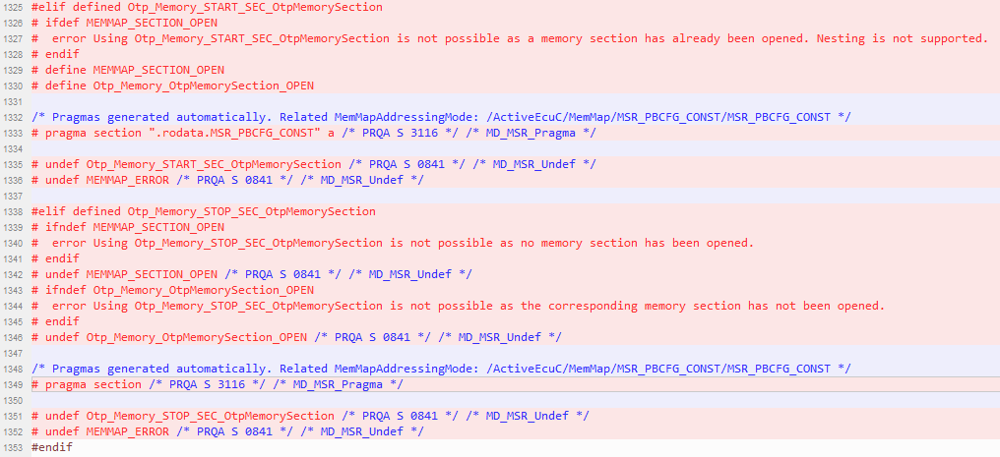 1325 #elif defined Otp_Memory_START_SEC_OtpMemorySection
1326 # ifdef MEMMAP_SECTION_OPEN
1327 #  error Using Otp_Memory_START_SEC_OtpMemorySection is not possible as a memory section has already been opened. Nesting is not supported.
1328 # endif
1329 # define MEMMAP_SECTION_OPEN
1330 # define Otp_Memory_OtpMemorySection_OPEN
1331
1332 /* Pragmas generated automatically. Related MemMapAddressingMode: /ActiveEcuC/MemMap/MSR_PBCFG_CONST/MSR_PBCFG_CONST */
1333 # pragma section ".rodata.MSR_PBCFG_CONST" a /* PRQA S 3116 */ /* MD_MSR_Pragma */
1334
1335 # undef Otp_Memory_START_SEC_OtpMemorySection /* PRQA S 0841 */ /* MD_MSR_Undef */
1336 # undef MEMMAP_ERROR /* PRQA S 0841 */ /* MD_MSR_Undef */
1337
1338 #elif defined Otp_Memory_STOP_SEC_OtpMemorySection
1339 # ifndef MEMMAP_SECTION_OPEN
1340 #  error Using Otp_Memory_STOP_SEC_OtpMemorySection is not possible as no memory section has been opened.
1341 # endif
1342 # undef MEMMAP_SECTION_OPEN /* PRQA S 0841 */ /* MD_MSR_Undef */
1343 # ifndef Otp_Memory_OtpMemorySection_OPEN
1344 #  error Using Otp_Memory_STOP_SEC_OtpMemorySection is not possible as the corresponding memory section has not been opened.
1345 # endif
1346 # undef Otp_Memory_OtpMemorySection_OPEN /* PRQA S 0841 */ /* MD_MSR_Undef */
1347
1348 /* Pragmas generated automatically. Related MemMapAddressingMode: /ActiveEcuC/MemMap/MSR_PBCFG_CONST/MSR_PBCFG_CONST */
1349 # pragma section /* PRQA S 3116 */ /* MD_MSR_Pragma */
1350
1351 # undef Otp_Memory_STOP_SEC_OtpMemorySection /* PRQA S 0841 */ /* MD_MSR_Undef */
1352 # undef MEMMAP_ERROR /* PRQA S 0841 */ /* MD_MSR_Undef */
1353 #endif